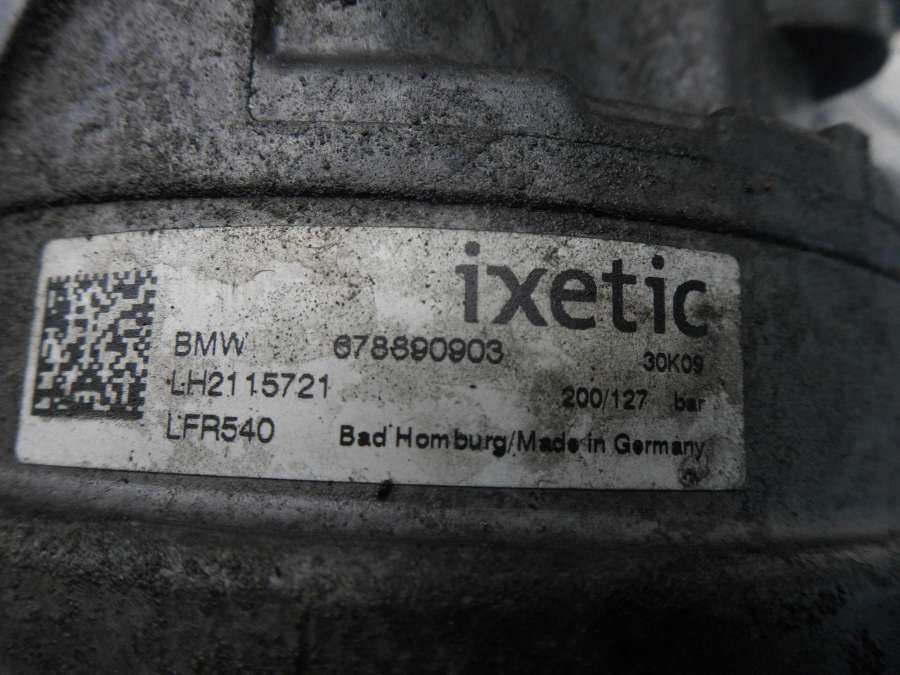 ixetic
BMW 678890903
30K09
LH2115721
200/127 bar
LFR540
Bad Homburg/Made in Germany